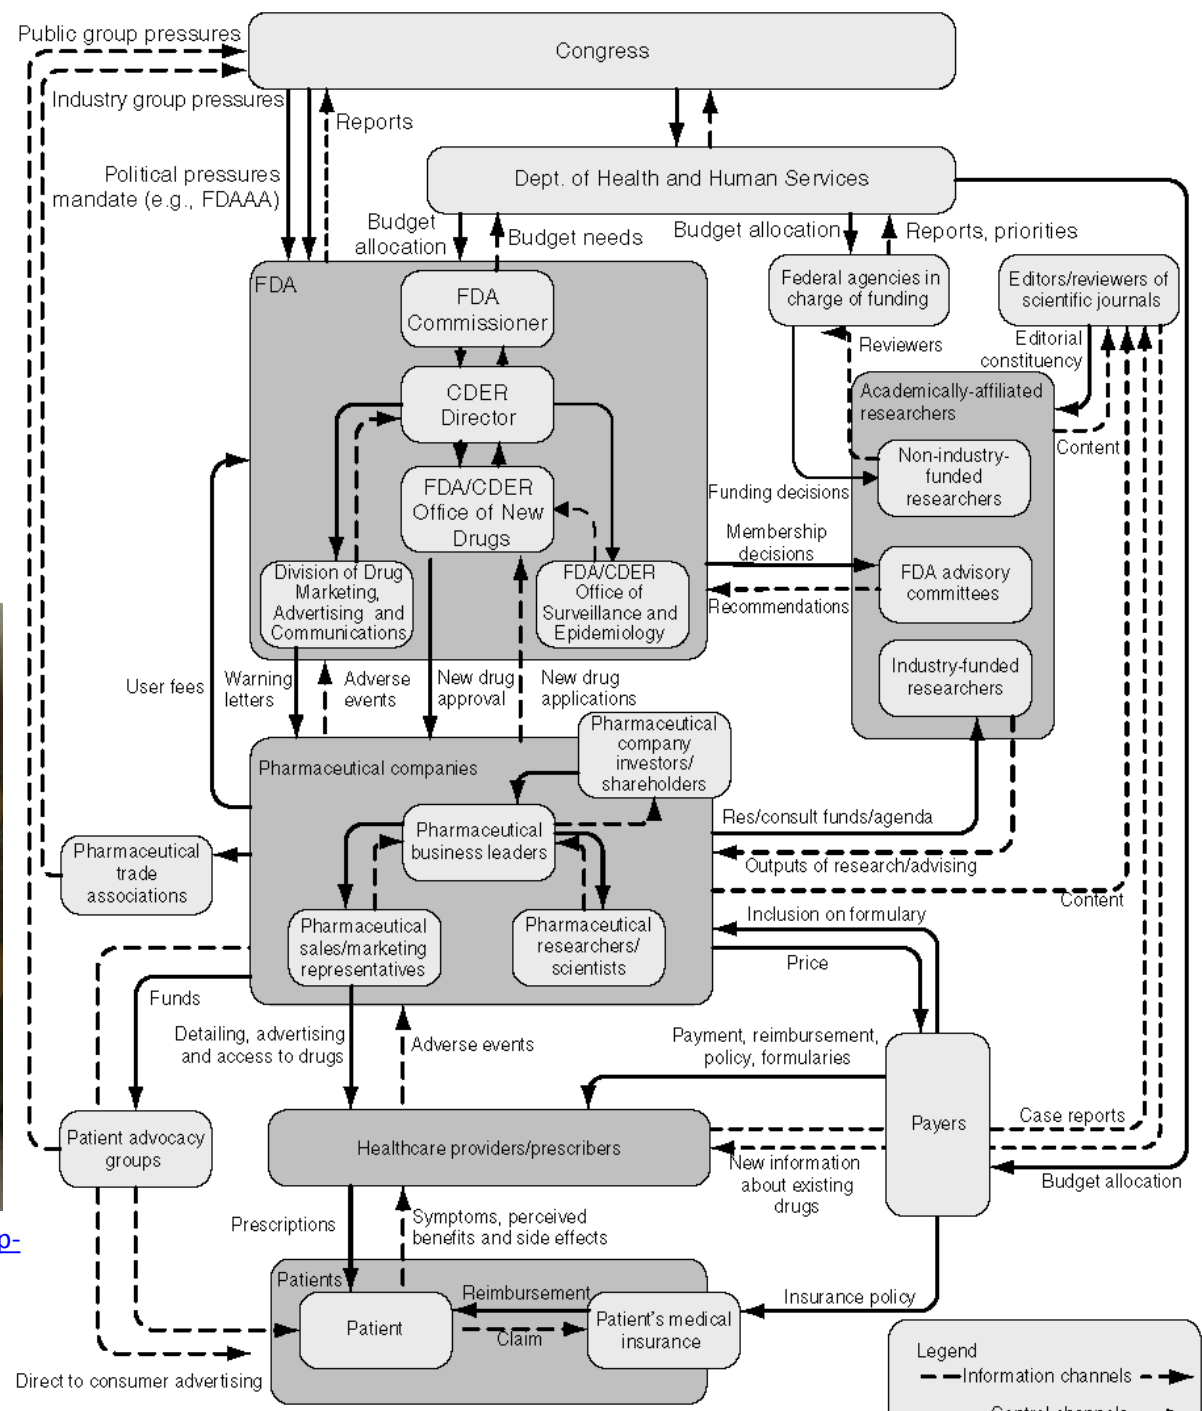 Public group pressures
Congress
Industry group pressures
Reports
Political pressures
mandate (e.g., FDAAA)
Dept. of Health and Human Services
Budget
allocation
Budget needs
Budget allocation
Reports, priorities
FDA
FDA
Commissioner
Federal agencies in
charge of funding
Editors/reviewers of
scientific journals
Reviewers
Editorial
constituency
CDER
Director
Academically-affiliated
researchers
Content
Non-industry-
funded
researchers
FDA/CDER
Office of New
Drugs
Funding decisions
Membership
decisions
Division of Drug
Marketing,
Advertising and
Communications
FDA/CDER
Office of
Surveillance and
Epidemiology
FDA advisory
committees
Recommendations
Industry-funded
researchers
User fees
Warning
letters
Adverse
events
New drug
approval
New drug
applications
Pharmaceutical
company
investors/
shareholders
Pharmaceutical companies
Res/consult funds/agenda
Pharmaceutical
business leaders
Pharmaceutical
trade
associations
Outputs of research/advising
Content
Inclusion on formulary
Pharmaceutical
sales/marketing
representatives
Pharmaceutical
researchers/
scientists
Price
Funds
Detailing, advertising
and access to drugs
Adverse events
Payment, reimbursement,
policy, formularies
Patient advocacy
groups
Healthcare providers/prescribers
Payers
Case reports
New information
about existing
drugs
Budget allocation
p-
Prescriptions
Symptoms, perceived
benefits and side effects
Patients
Reimbursement
Insurance policy
Patient
Claim
Patient's medical
insurance
Direct to consumer advertising
Legend
Information channels